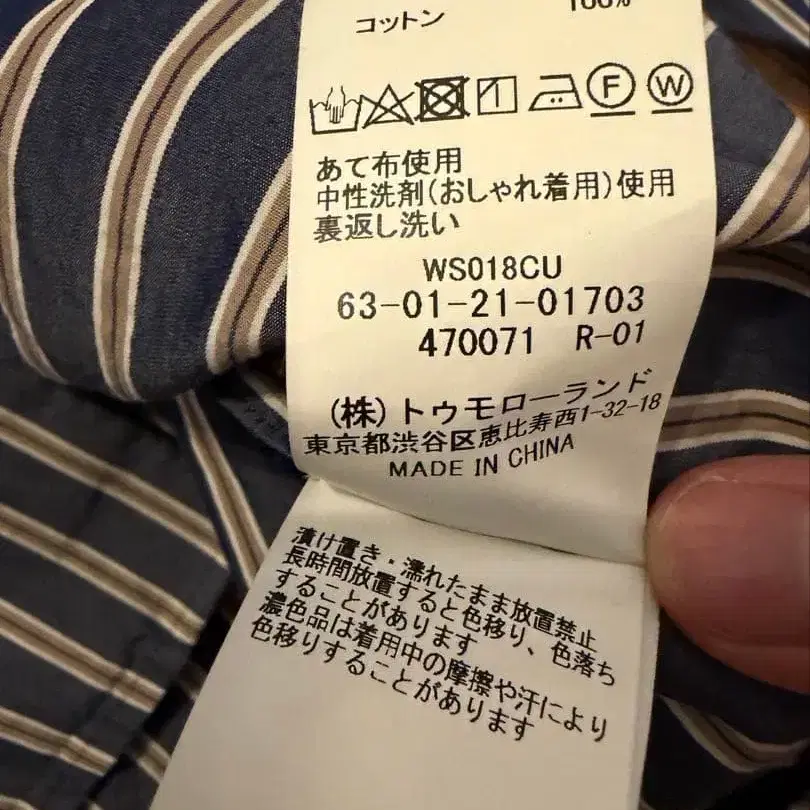 コットン 100%
F W
あて布使用
中性洗剤(おしゃれ着用)使用
裏返し洗い
WS018CU
63-01-21-01703
470071 R-01
(株)トゥモローランド
東京都渋谷区恵比寿西1-32-18
MADE IN CHINA
漬け置き・濡れたまま放置禁止
長時間放置すると色移り、色落ち
することがあります
濃色品は着用中の摩擦や汗により
色移りすることがあります